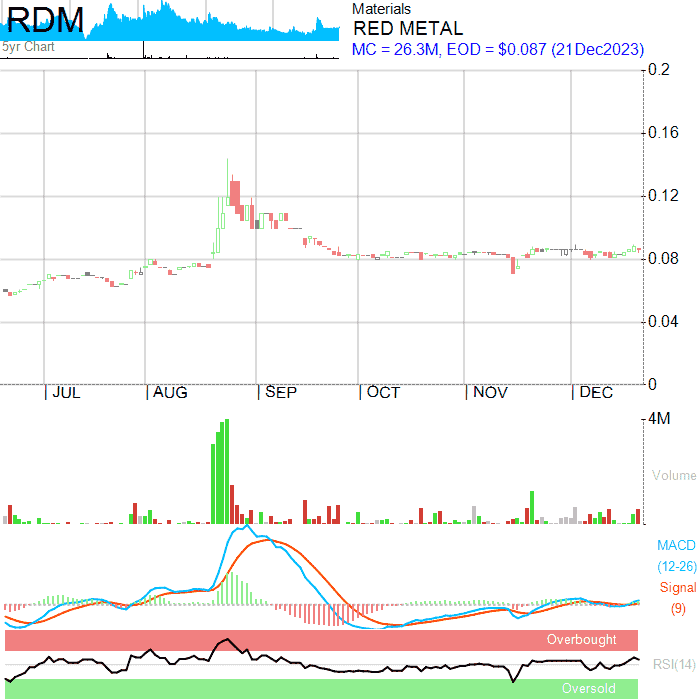 RDM
5yr Chart
Materials
RED METAL
MC = 26.3M, EOD = $0.087 (21Dec2023)
0.2
0.16
0.12
0.08
0.04
0
JUL AUG SEP OCT NOV DEC
4M
Volume
MACD
(12-26)
Signal
(9)
Overbought
RSI(14)
Oversold